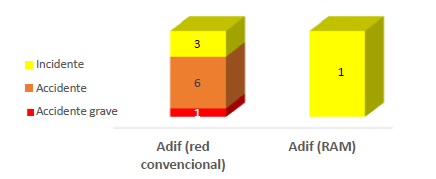 Incidente
Accidente
Accidente grave
3
6
1
1
Adif (red
convencional)
Adif (RAM)